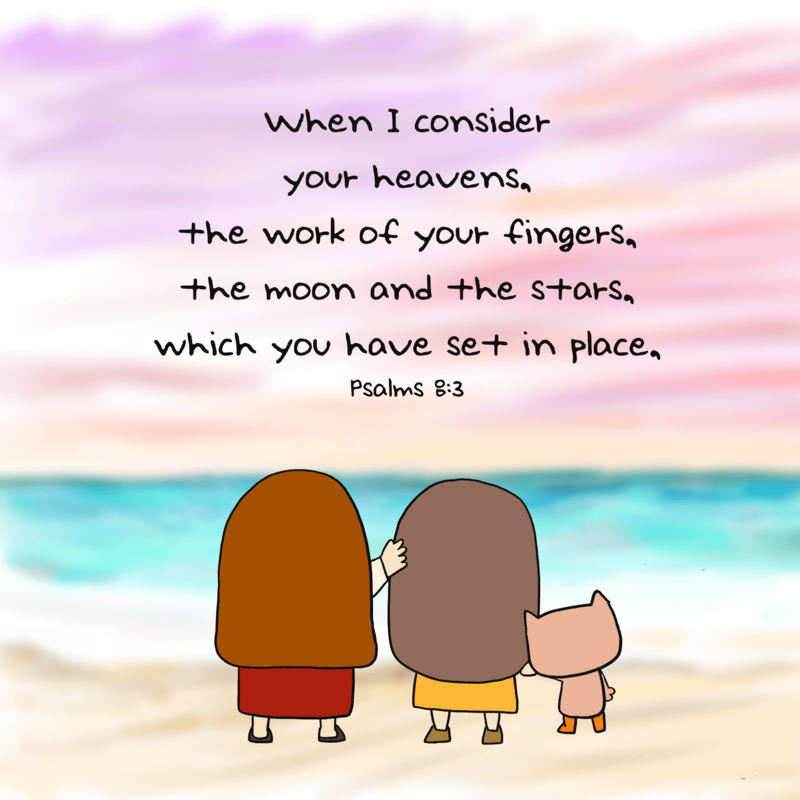 When I consider
your heavens,
the work of your fingers,
the moon and the stars,
which you have set in place,
Psalms 8:3